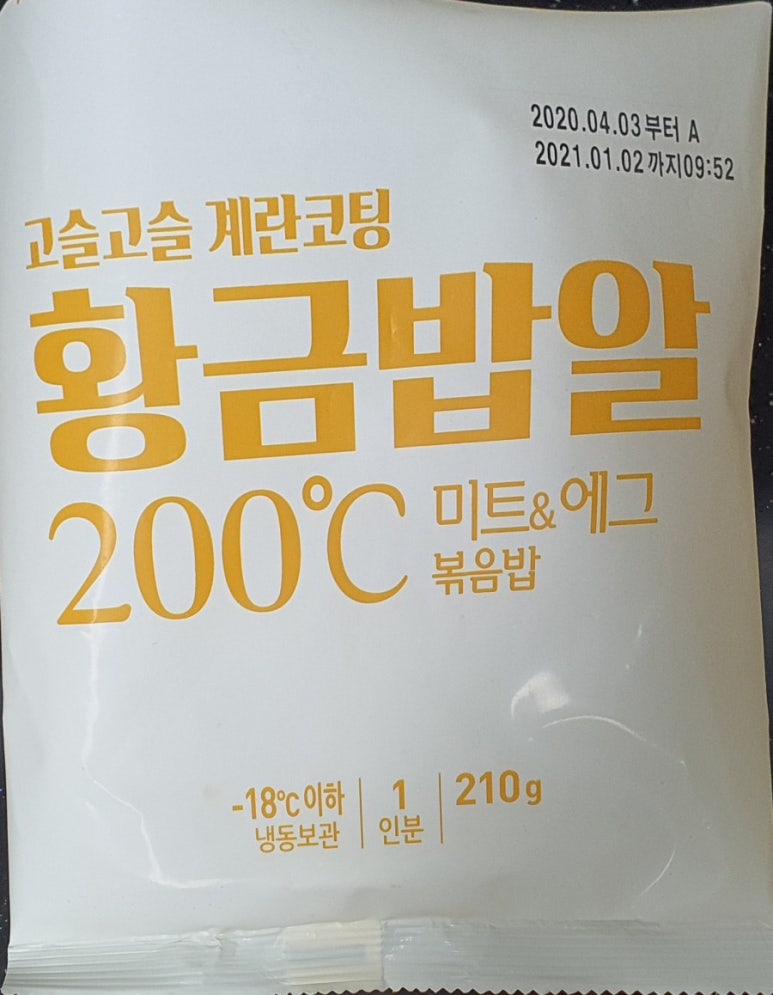 2020.04.03부터 A
2021.01.02까지09:52
고슬고슬 계란코팅
황금밥알
200℃ 미트&에그
볶음밥
-18℃이하 1 210g
냉동보관 인분